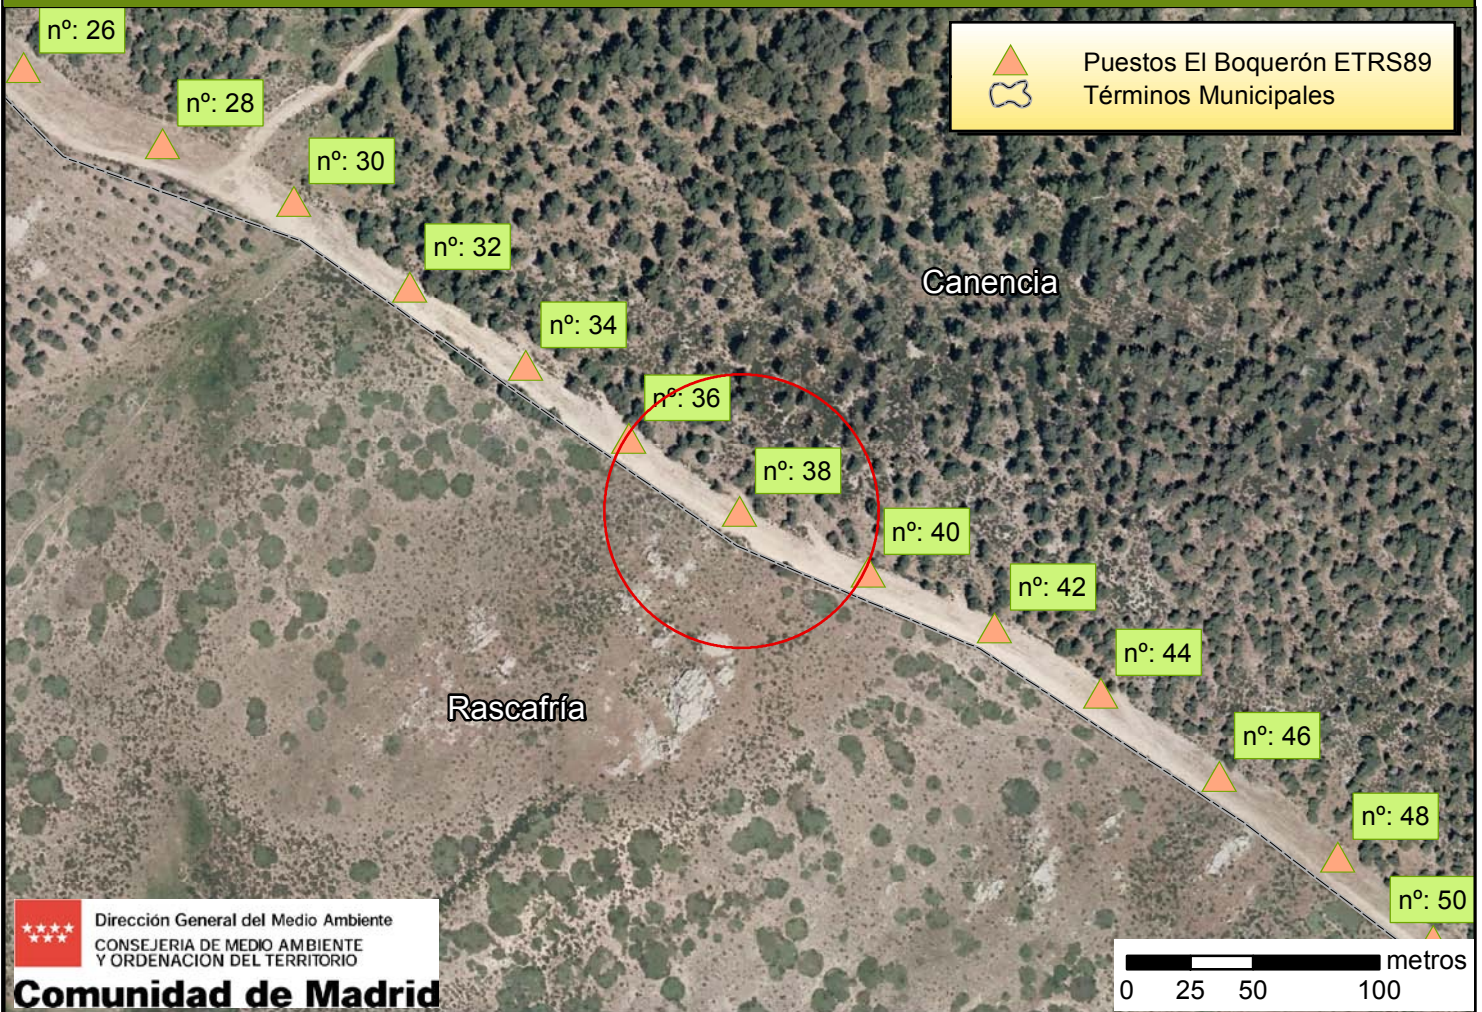 nº: 26
Puestos El Boquerón ETRS89
Términos Municipales
nº: 28
nº: 30
nº: 32
Canencia
nº: 34
nº: 36
nº: 38
nº: 40
nº: 42
nº: 44
Rascafría
nº: 46
nº: 48
nº: 50
Dirección General del Medio Ambiente
CONSEJERIA DE MEDIO AMBIENTE
Y ORDENACION DEL TERRITORIO
Comunidad de Madrid
metros
0 25 50 100